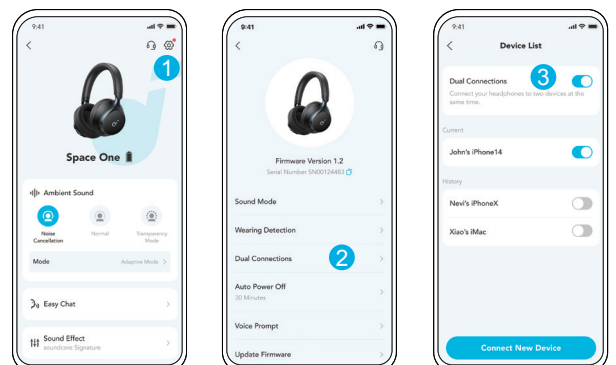 9:41
1
Space One
Ambient Sound
Noise
Cancellation
Normal
Transparency
Mode
Mode
Adaptive Mode
Easy Chat
Sound Effect
soundcore Signature
9:41
Firmware Version 1.2
Serial Number SN00124463
Sound Mode
Wearing Detection
Dual Connections
2
Auto Power Off
30 Minutes
Voice Prompt
Update Firmware
9:41
Device List
3
Dual Connections
Connect your headphones to two devices at the
same time.
Current
John's iPhone14
History
Nevi's iPhoneX
Xiao's iMac
Connect New Device